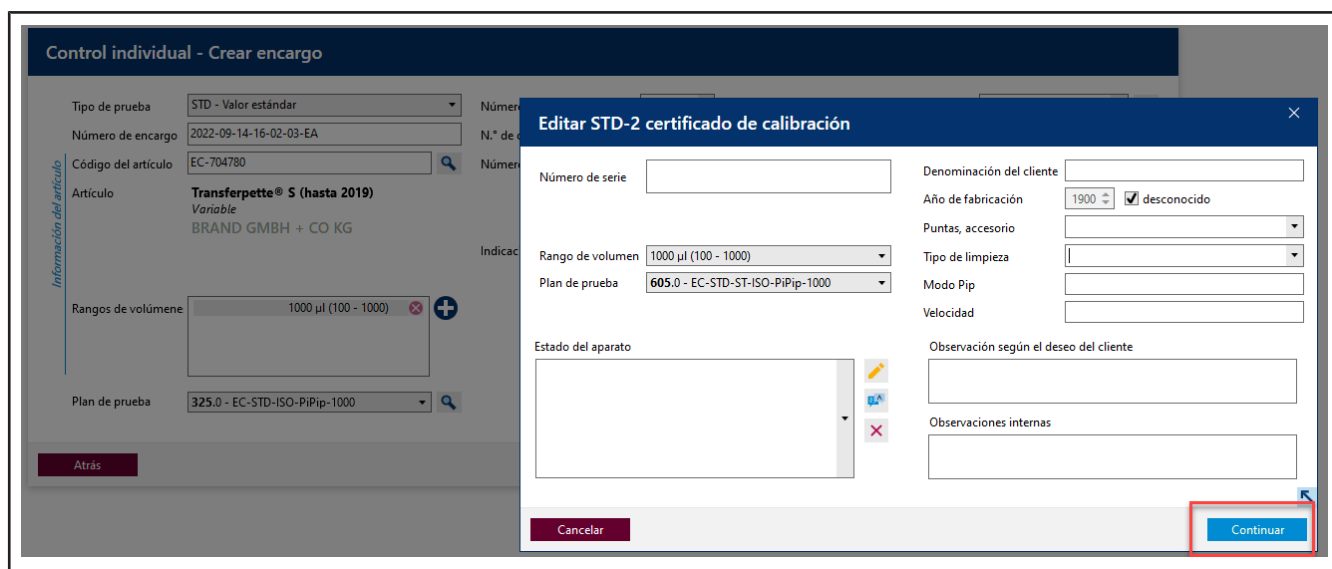 Control individual - Crear encargo
Tipo de prueba
STD - Valor estándar
Número de encargo
2022-09-14-16-02-03-EA
Información del artículo
Código del artículo
EC-704780
Artículo
Transferpette® S (hasta 2019)
Variable
BRAND GMBH + CO KG
Rangos de volúmene
1000 µl (100 - 1000)
Plan de prueba
325.0 - EC-STD-ISO-PiPip-1000
Atrás
N.° de
Editar STD-2 certificado de calibración
Número de serie
Rango de volumen
1000 µl (100 - 1000)
Plan de prueba
605.0 - EC-STD-ST-ISO-PiPip-1000
Estado del aparato
Denominación del cliente
Año de fabricación
1900
desconocido
Puntas, accesorio
Tipo de limpieza
Modo Pip
Velocidad
Observación según el deseo del cliente
Observaciones internas
Cancelar
Continuar